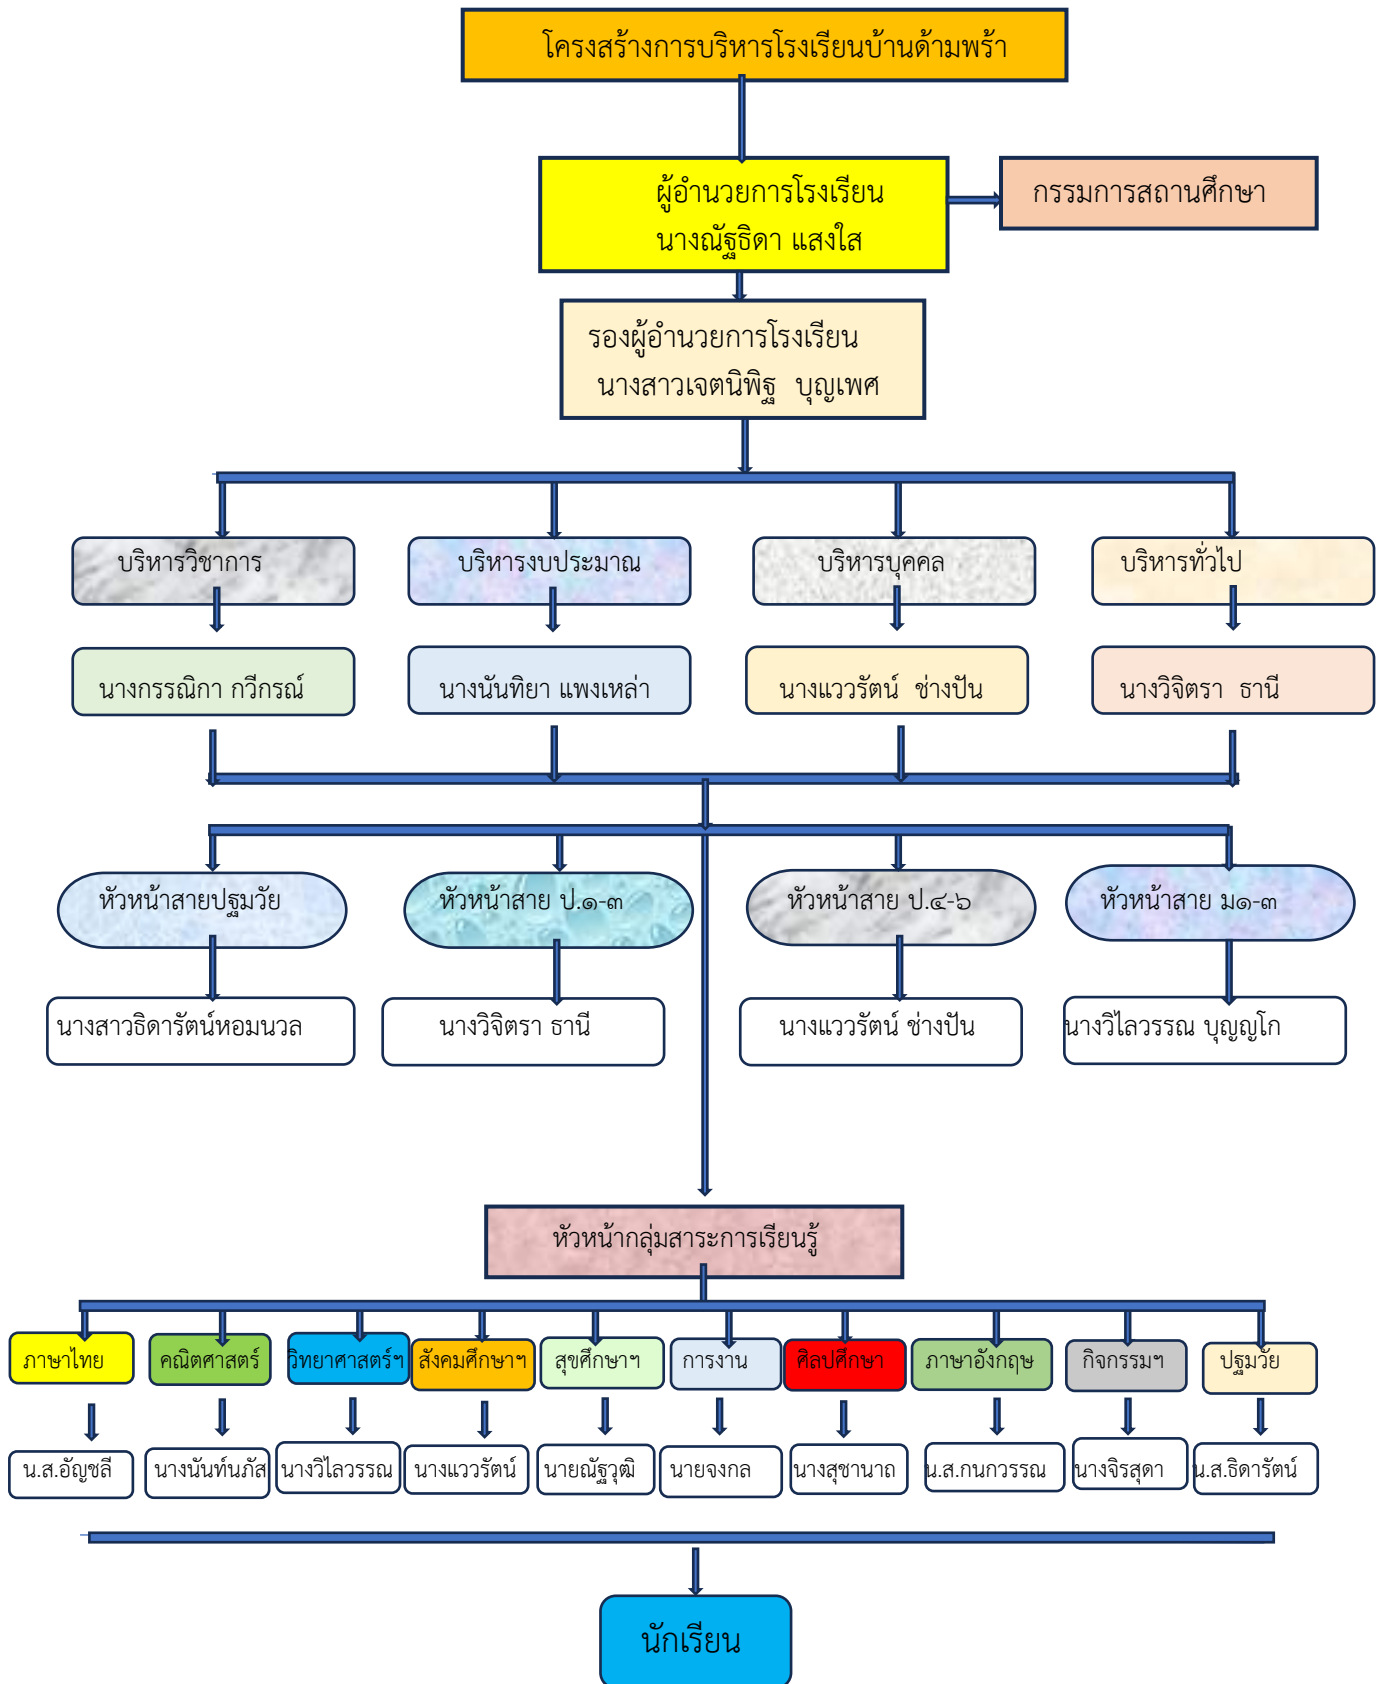 โครงสร้างการบริหารโรงเรียนบ้านด้ามพร้า
ผู้อำนวยการโรงเรียน
นางณัฐธิดา แสงใส
กรรมการสถานศึกษา
รองผู้อำนวยการโรงเรียน
นางสาวเจตนิพิฐ บุญเพศ
บริหารวิชาการ
บริหารงบประมาณ
บริหารบุคคล
บริหารทั่วไป
นางกรรณิกา กวีกรณ์
นางนันทิยา แพงเหล่า
นางแววรัตน์ ช่างปัน
นางวิจิตรา ธานี
หัวหน้าสายปฐมวัย
หัวหน้าสาย ป.๑-๓
หัวหน้าสาย ป.๔-๖
หัวหน้าสาย ม๑-๓
นางสาวธิดารัตน์หอมนวล
นางวิจิตรา ธานี
นางแววรัตน์ ช่างปัน
นางวิไลวรรณ บุญญโก
หัวหน้ากลุ่มสาระการเรียนรู้
ภาษาไทย
คณิตศาสตร์
วิทยาศาสตร์ฯ
สังคมศึกษาฯ
สุขศึกษาฯ
การงาน
ศิลปศึกษา
ภาษาอังกฤษ
กิจกรรมฯ
ปฐมวัย
น.ส.อัญชลี
นางนันท์นภัส
นางวิไลวรรณ
นางแววรัตน์
นายณัฐวุฒิ
นายจงกล
นางสุชานาถ
น.ส.กนกวรรณ
นางจิรสุดา
น.ส.ธิดารัตน์
นักเรียน